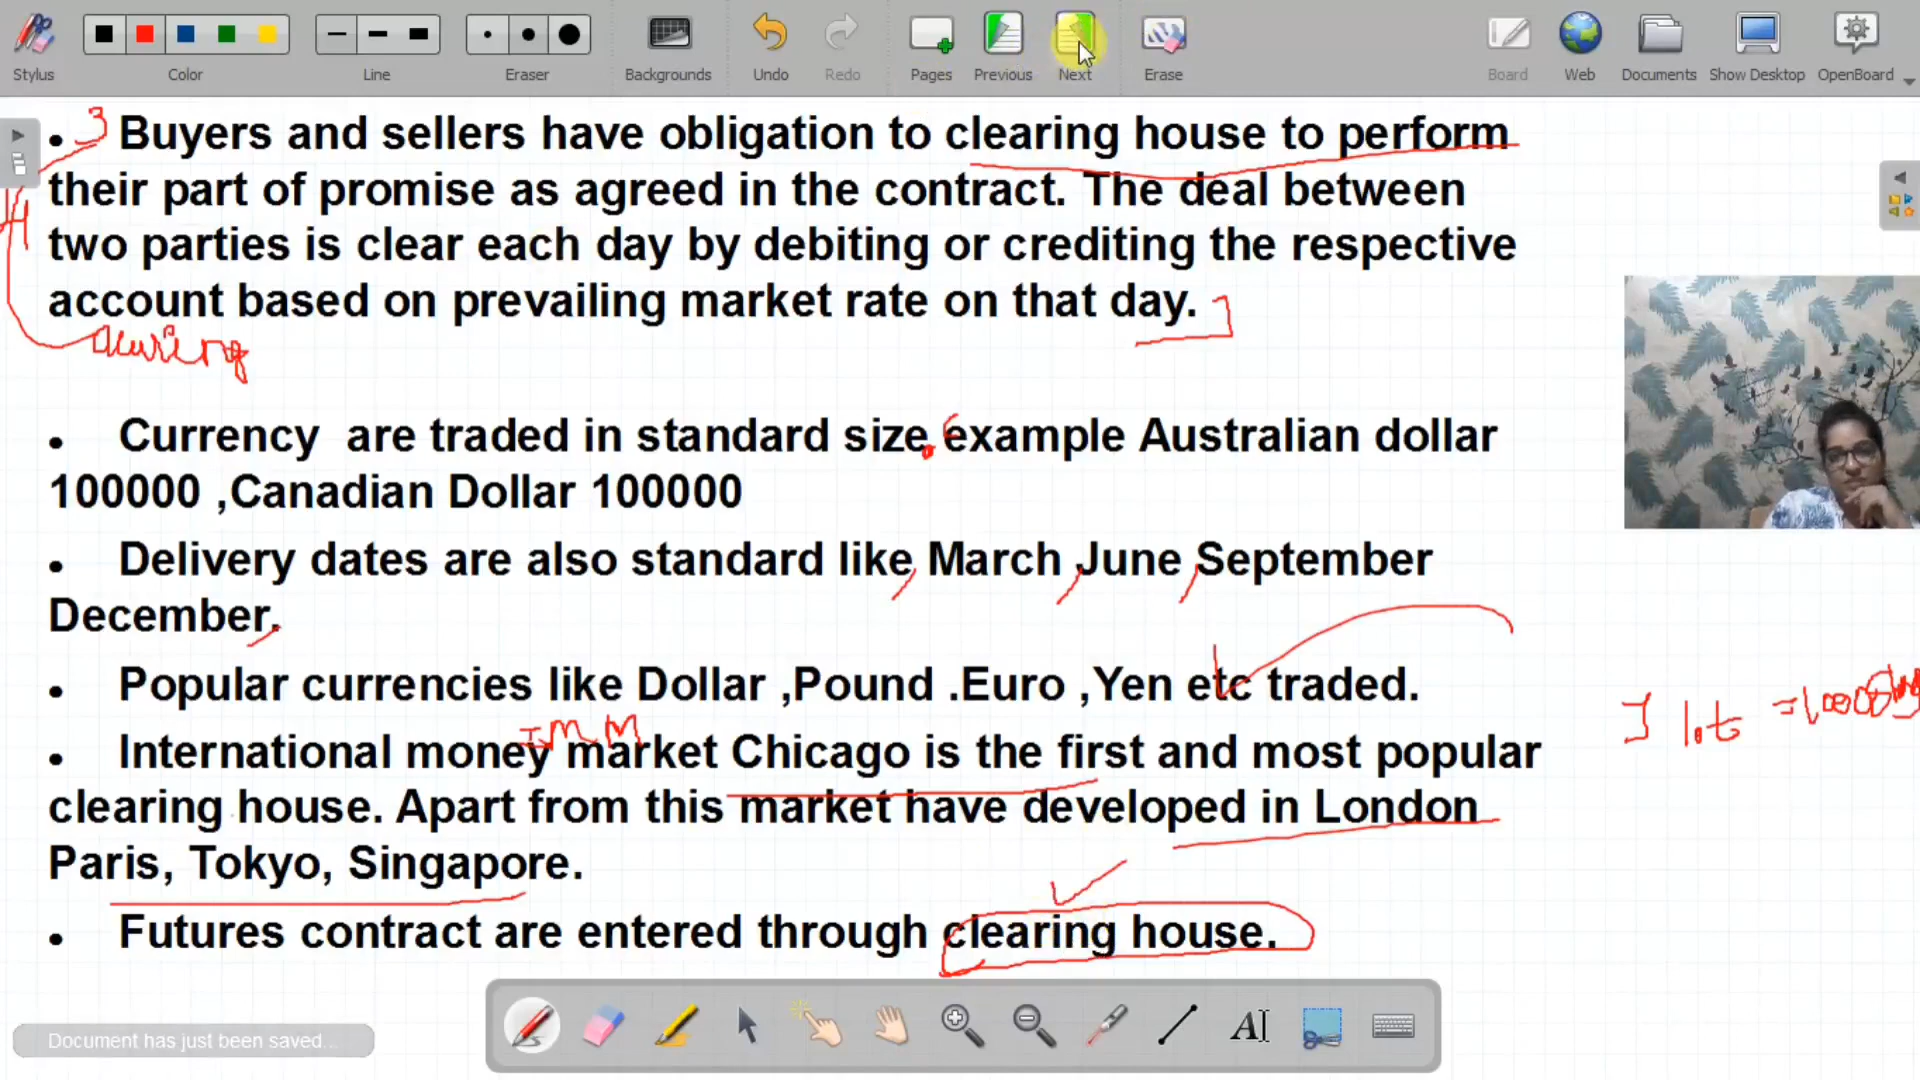 Stylus
Color
Line
Eraser
Backgrounds
Undo
Redo
Pages
Previous
Next
Erase
Board
Web
Documents
Show Desktop
OpenBoard
3
• Buyers and sellers have obligation to clearing house to perform
their part of promise as agreed in the contract. The deal between
two parties is clear each day by debiting or crediting the respective
account based on prevailing market rate on that day.
• Currency are traded in standard size. example Australian dollar
100000 ,Canadian Dollar 100000
• Delivery dates are also standard like, March ,June ,September
December.
• Popular currencies like Dollar ,Pound .Euro ,Yen etc traded.
IMM
• International money market Chicago is the first and most popular
clearing house. Apart from this market have developed in London
Paris, Tokyo, Singapore.
• Futures contract are entered through clearing house.
lot =
Document has just been saved...